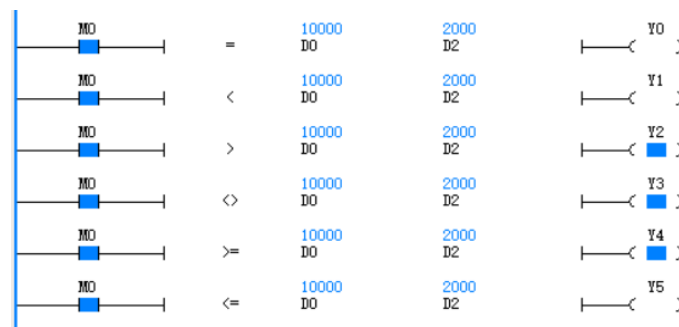 M0 10000 2000 Y0
= D0 D2
M0 10000 2000 Y1
< D0 D2
M0 10000 2000 Y2
> D0 D2
M0 10000 2000 Y3
<> D0 D2
M0 10000 2000 Y4
>= D0 D2
M0 10000 2000 Y5
<= D0 D2